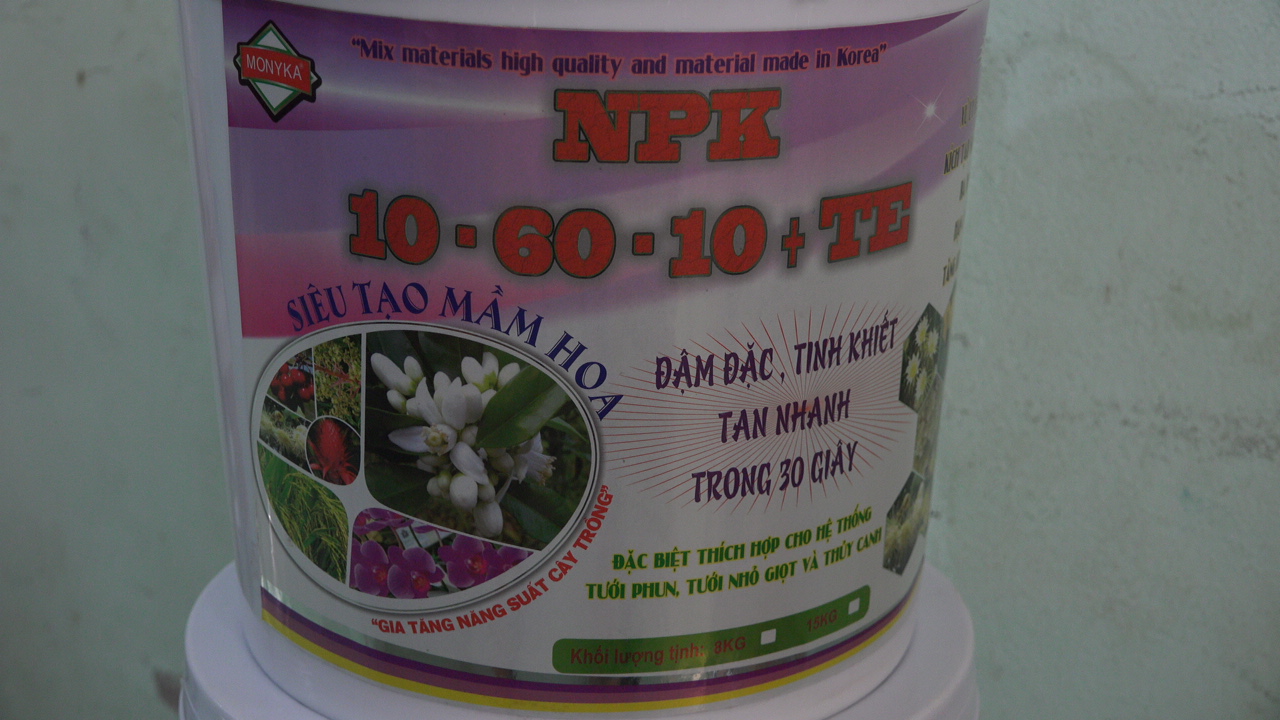 MONYKA®
"Mix materials high quality and material made in Korea"
NPK
10·60·10+TE
SIÊU TẠO MẦM HOA
ĐẬM ĐẶC, TINH KHIẾT
TAN NHANH
TRONG 30 GIÂY
ĐẶC BIỆT THÍCH HỢP CHO HỆ THỐNG
TƯỚI PHUN, TƯỚI NHỎ GIỌT VÀ THỦY CANH
"GIA TĂNG NĂNG SUẤT CÂY TRỒNG"
Khối lượng tịnh: 8KG 15KG